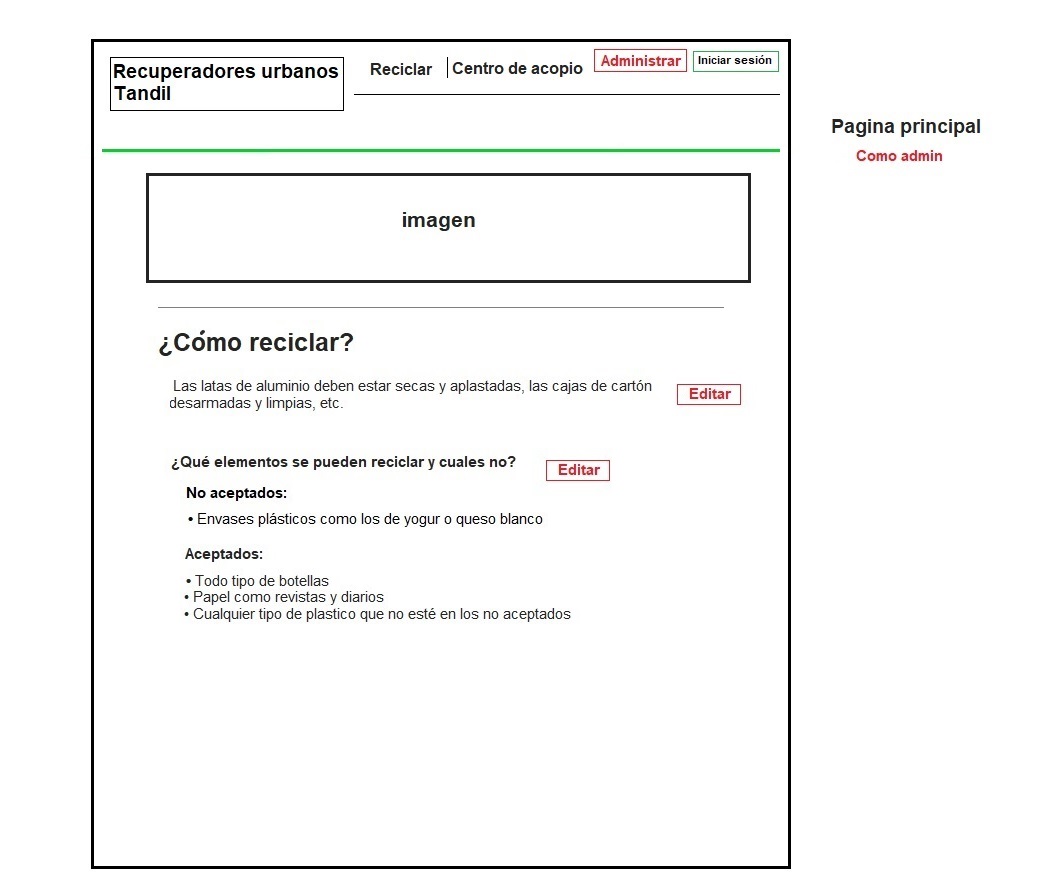 Recuperadores urbanos
Tandil
Reciclar
Centro de acopio
Administrar
Iniciar sesión
Pagina principal
Como admin
imagen
¿Cómo reciclar?
Las latas de aluminio deben estar secas y aplastadas, las cajas de cartón
desarmadas y limpias, etc.
Editar
¿Qué elementos se pueden reciclar y cuales no?
Editar
No aceptados:
• Envases plásticos como los de yogur o queso blanco
Aceptados:
• Todo tipo de botellas
• Papel como revistas y diarios
• Cualquier tipo de plastico que no esté en los no aceptados